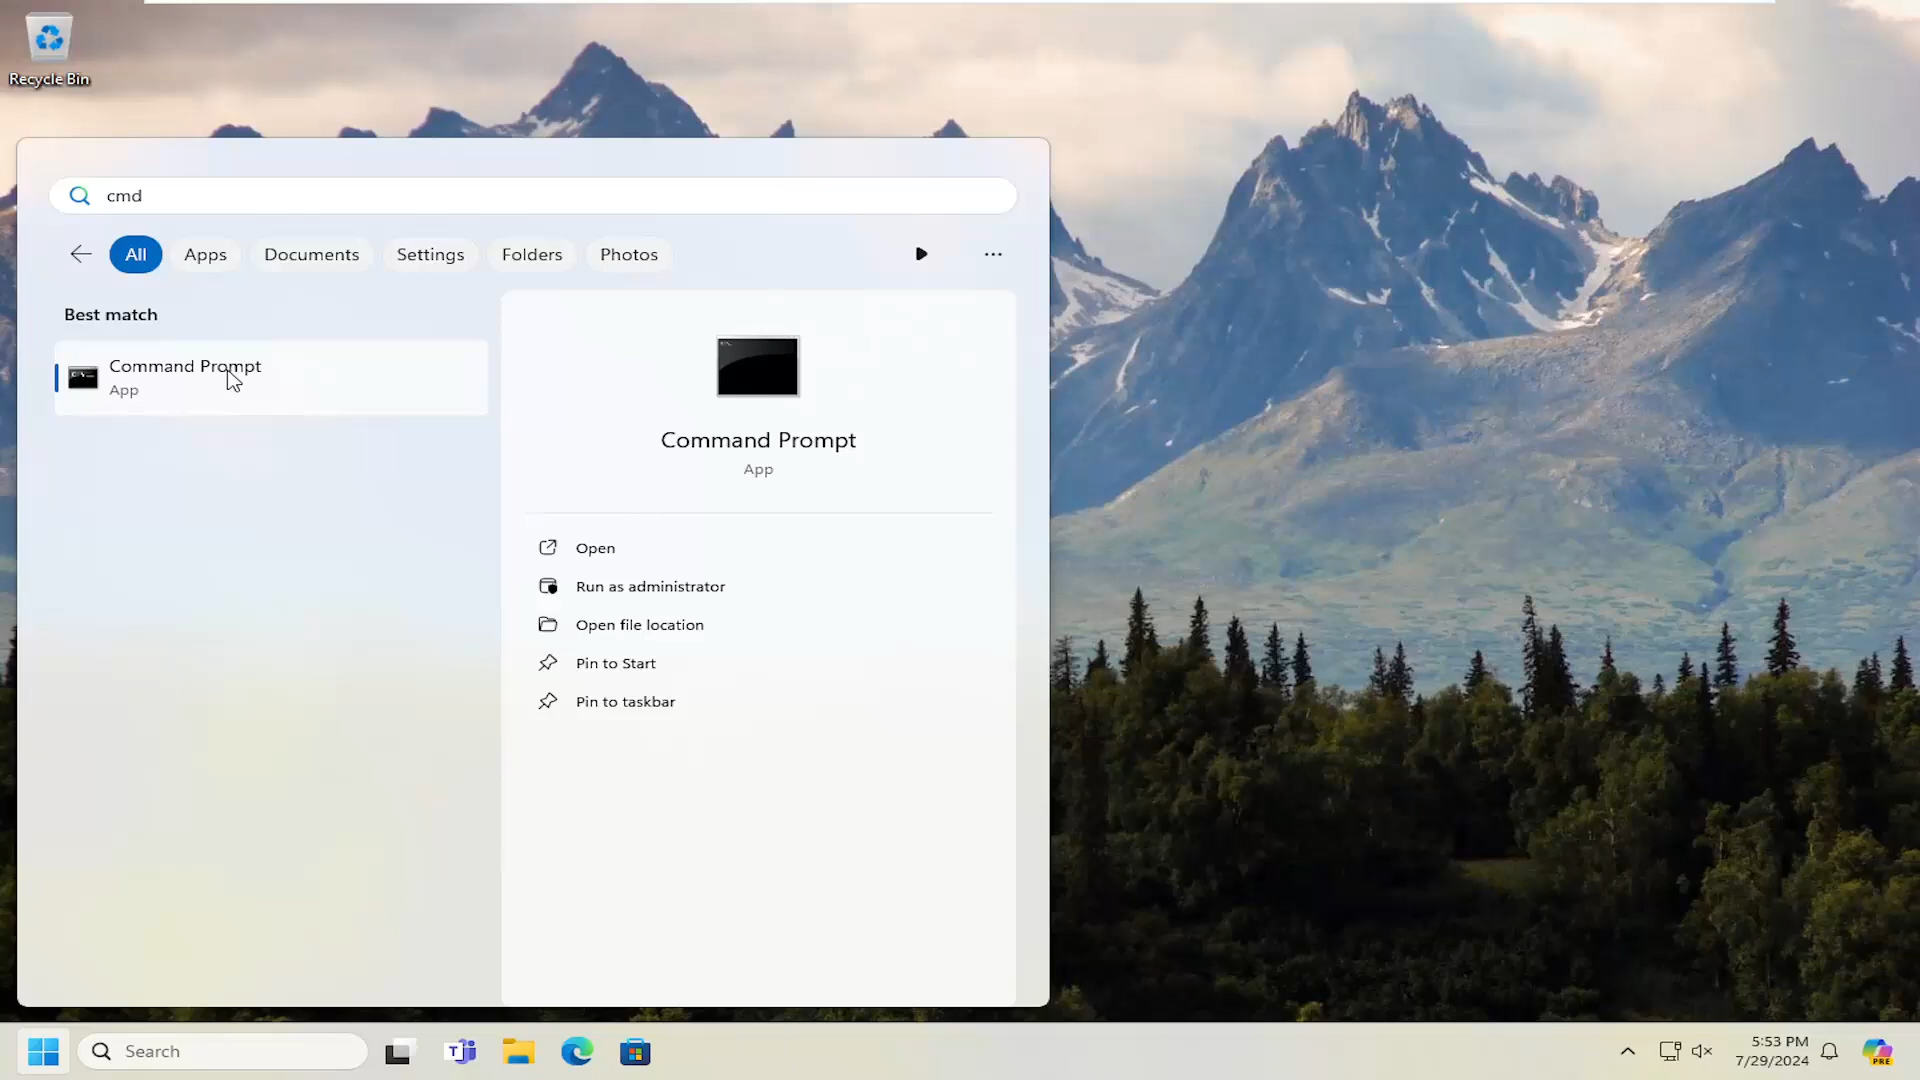 Recycle Bin
cmd
All
Apps
Documents
Settings
Folders
Photos
Best match
Command Prompt
App
Command Prompt
App
Open
Run as administrator
Open file location
Pin to Start
Pin to taskbar
Search
5:53 PM
7/29/2024
PRE